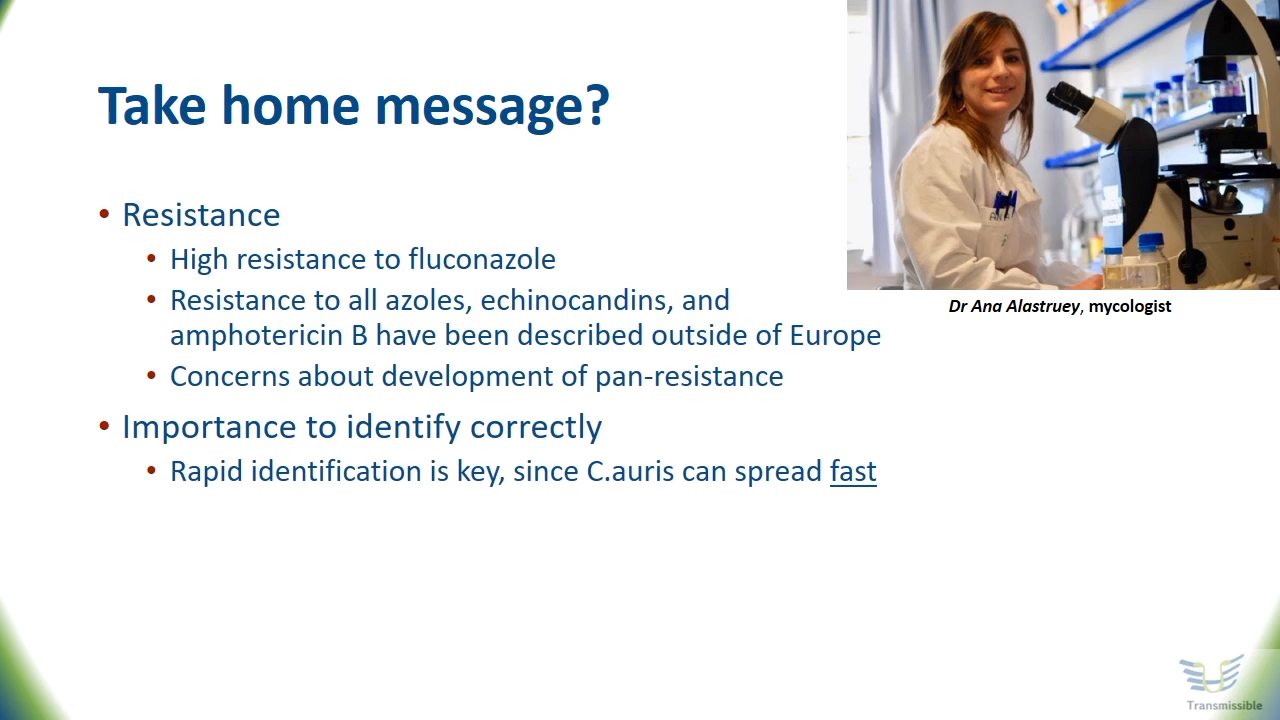 Take home message?
• Resistance
• High resistance to fluconazole
• Resistance to all azoles, echinocandins, and
amphotericin B have been described outside of Europe
• Concerns about development of pan-resistance
• Importance to identify correctly
• Rapid identification is key, since C.auris can spread fast
Dr Ana Alastruey, mycologist
Transmissible